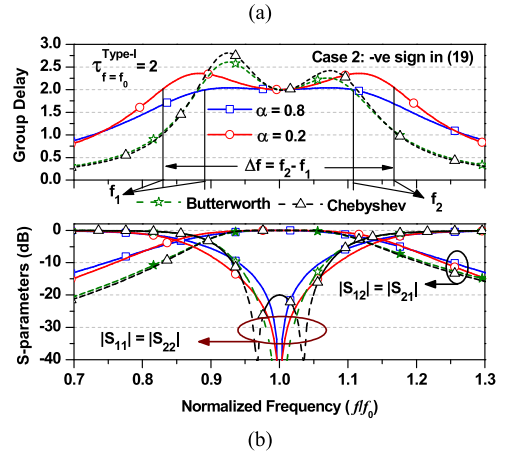 (a)
3.0
2.5
2.0
1.5
1.0
0.5
0.0
Group Delay
τ Type-I f = f0 = 2
Case 2: -ve sign in (19)
α = 0.8
α = 0.2
Δf = f2 - f1
f1
f2
Butterworth
Chebyshev
0
-10
-20
-30
-40
S-parameters (dB)
|S12| = |S21|
|S11| = |S22|
0.7 0.8 0.9 1.0 1.1 1.2 1.3
Normalized Frequency (f/f0)
(b)